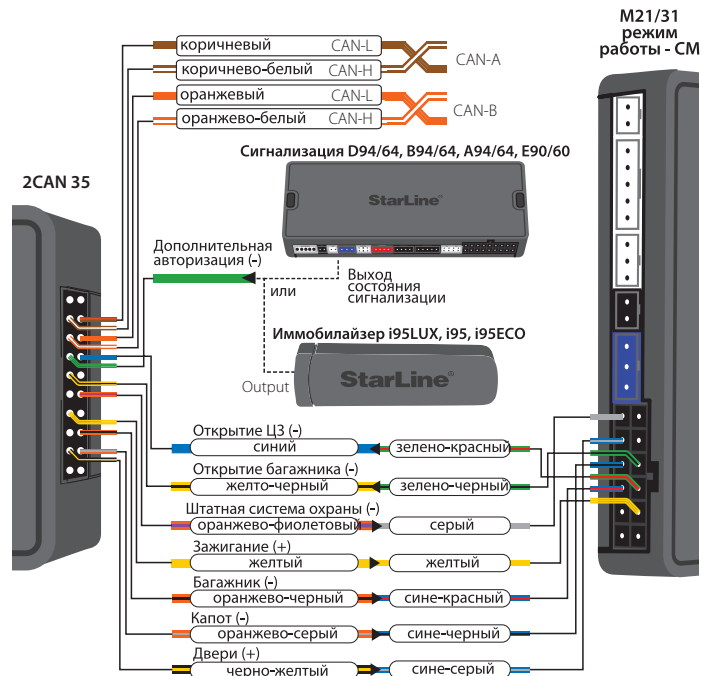 M21/31
режим
работы - СМ
коричневый CAN-L
коричнево-белый CAN-H
CAN-A
оранжевый CAN-L
оранжево-белый CAN-H
CAN-B
Сигнализация D94/64, B94/64, A94/64, E90/60
2CAN 35
StarLine®
Дополнительная
авторизация (-)
или
Выход
состояния
сигнализации
Иммобилайзер i95LUX, i95, i95ECO
Output
StarLine®
Открытие ЦЗ (-)
синий зелено-красный
Открытие багажника (-)
желто-черный зелено-черный
Штатная система охраны (-)
оранжево-фиолетовый серый
Зажигание (+)
желтый желтый
Багажник (-)
оранжево-черный сине-красный
Капот (-)
оранжево-серый сине-черный
Двери (+)
черно-желтый сине-серый